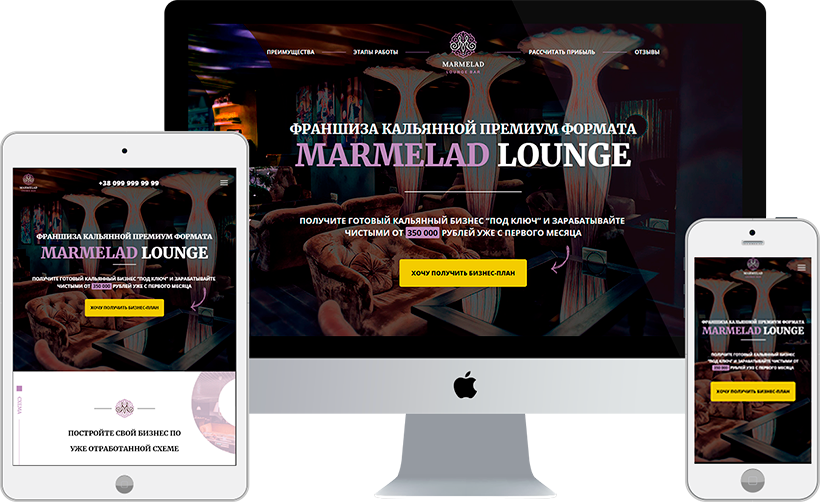 ПРЕИМУЩЕСТВА
ЭТАПЫ РАБОТЫ
MARMELAD
LOUNGE BAR
РАССЧИТАТЬ ПРИБЫЛЬ
ОТЗЫВЫ
ФРАНШИЗА КАЛЬЯННОЙ ПРЕМИУМ ФОРМАТА
MARMELAD LOUNGE
ПОЛУЧИТЕ ГОТОВЫЙ КАЛЬЯННЫЙ БИЗНЕС “ПОД КЛЮЧ” И ЗАРАБАТЫВАЙТЕ
ЧИСТЫМИ ОТ 350 000 РУБЛЕЙ УЖЕ С ПЕРВОГО МЕСЯЦА
ХОЧУ ПОЛУЧИТЬ БИЗНЕС-ПЛАН
MARMELAD
+38 099 999 99 99
ФРАНШИЗА КАЛЬЯННОЙ ПРЕМИУМ ФОРМАТА
MARMELAD LOUNGE
ПОЛУЧИТЕ ГОТОВЫЙ КАЛЬЯННЫЙ БИЗНЕС “ПОД КЛЮЧ” И ЗАРАБАТЫВАЙТЕ
ЧИСТЫМИ ОТ 350 000 РУБЛЕЙ УЖЕ С ПЕРВОГО МЕСЯЦА
ХОЧУ ПОЛУЧИТЬ БИЗНЕС-ПЛАН
СХЕМА
ПОСТРОЙТЕ СВОЙ БИЗНЕС ПО
УЖЕ ОТРАБОТАННОЙ СХЕМЕ
MARMELAD
ФРАНШИЗА КАЛЬЯННОЙ ПРЕМИУМ ФОРМАТА
MARMELAD LOUNGE
ПОЛУЧИТЕ ГОТОВЫЙ КАЛЬЯННЫЙ БИЗНЕС
“ПОД КЛЮЧ” И ЗАРАБАТЫВАЙТЕ ЧИСТЫМИ ОТ
350 000 РУБЛЕЙ УЖЕ С ПЕРВОГО МЕСЯЦА
ХОЧУ ПОЛУЧИТЬ БИЗНЕС-ПЛАН